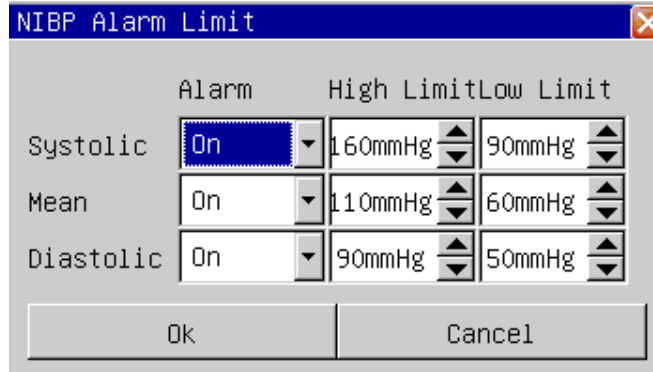 NIBP Alarm Limit
Alarm High Limit Low Limit
Systolic On 160mmHg 90mmHg
Mean On 110mmHg 60mmHg
Diastolic On 90mmHg 50mmHg
Ok Cancel